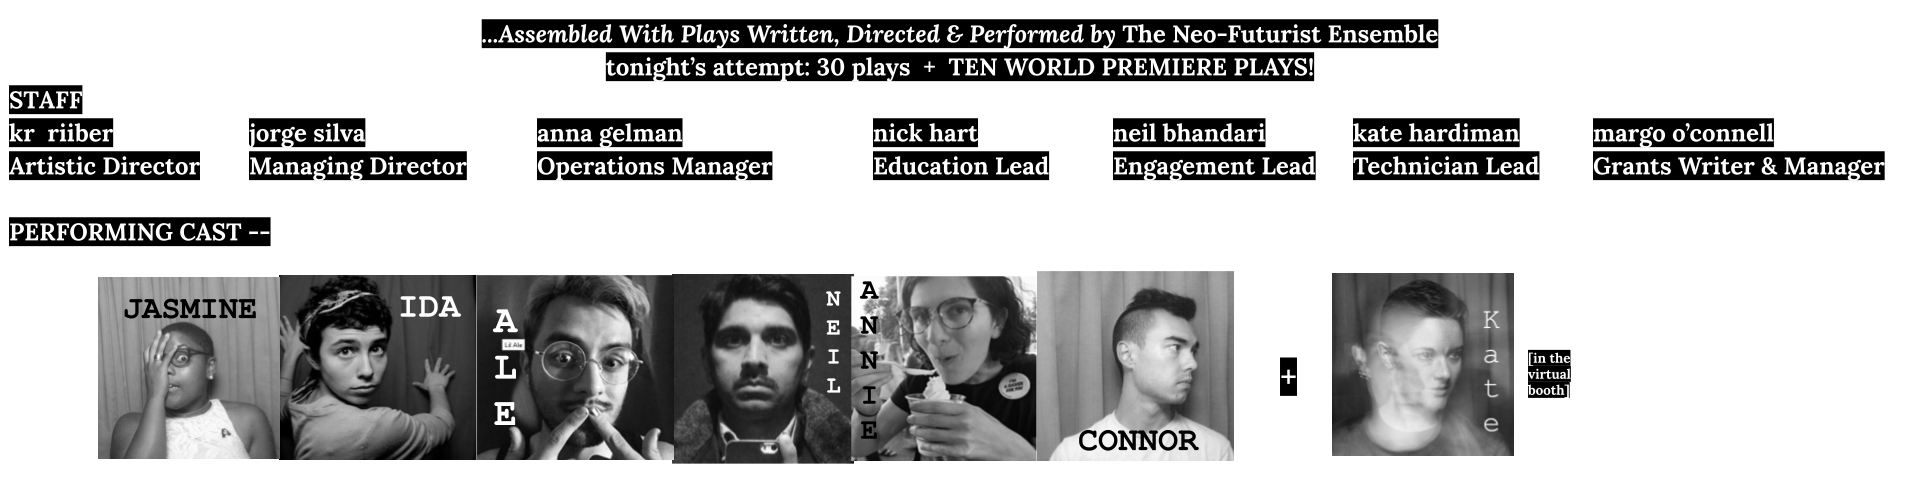 ...Assembled With Plays Written, Directed & Performed by The Neo-Futurist Ensemble
tonight's attempt: 30 plays + TEN WORLD PREMIERE PLAYS!
STAFF
kr riiber jorge silva anna gelman nick hart neil bhandari kate hardiman margo o'connell
Artistic Director Managing Director Operations Manager Education Lead Engagement Lead Technician Lead Grants Writer & Manager
PERFORMING CAST --
JASMINE
IDA
ALE
Lil Ale
NEIL
ANNIE
CONNOR
+
Kate
[in the
virtual
booth]